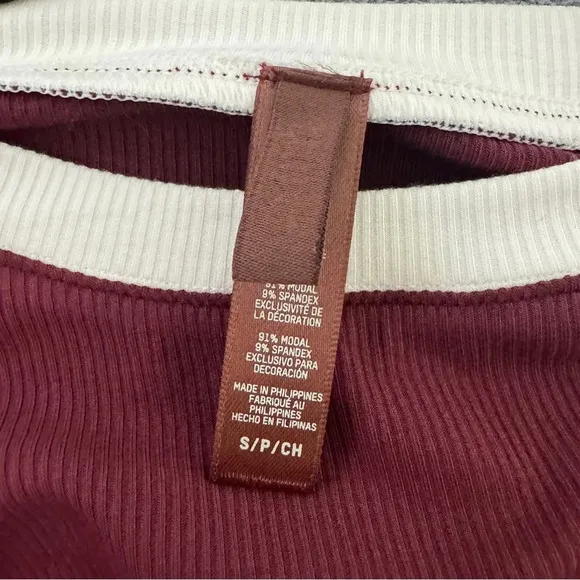 91% MODAL
9% SPANDEX
EXCLUSIVITÉ DE
LA DÉCORATION
91% MODAL
9% SPANDEX
EXCLUSIVO PARA
DECORACIÓN
MADE IN PHILIPPINES
FABRIQUÉ AU
PHILIPPINES
HECHO EN FILIPINAS
S/P/CH